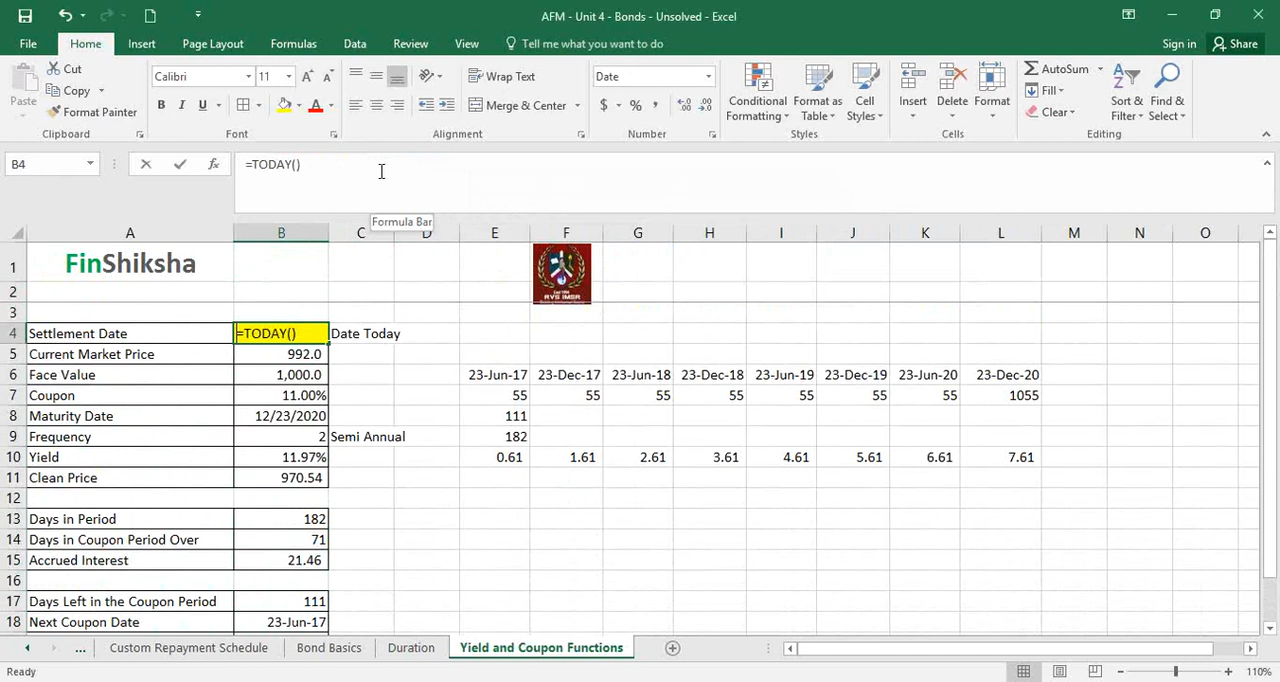 AFM - Unit 4 - Bonds - Unsolved - Excel
File Home Insert Page Layout Formulas Data Review View Tell me what you want to do Sign in Share
Paste Cut Copy Format Painter Clipboard
Calibri 11 B I U A Font
Wrap Text Merge & Center Alignment
Date $ % , Number
Conditional Formatting Format as Table Cell Styles Styles
Insert Delete Format Cells
AutoSum Fill Clear Sort & Filter Find & Select Editing
B4 fx =TODAY()
Formula Bar
A B C D E F G H I J K L M N O
1 FinShiksha RVS IMSR
2
3
4 Settlement Date =TODAY() Date Today
5 Current Market Price 992.0
6 Face Value 1,000.0 23-Jun-17 23-Dec-17 23-Jun-18 23-Dec-18 23-Jun-19 23-Dec-19 23-Jun-20 23-Dec-20
7 Coupon 11.00% 55 55 55 55 55 55 55 1055
8 Maturity Date 12/23/2020 111
9 Frequency 2 Semi Annual 182
10 Yield 11.97% 0.61 1.61 2.61 3.61 4.61 5.61 6.61 7.61
11 Clean Price 970.54
12
13 Days in Period 182
14 Days in Coupon Period Over 71
15 Accrued Interest 21.46
16
17 Days Left in the Coupon Period 111
18 Next Coupon Date 23-Jun-17
... Custom Repayment Schedule Bond Basics Duration Yield and Coupon Functions
Ready 110%